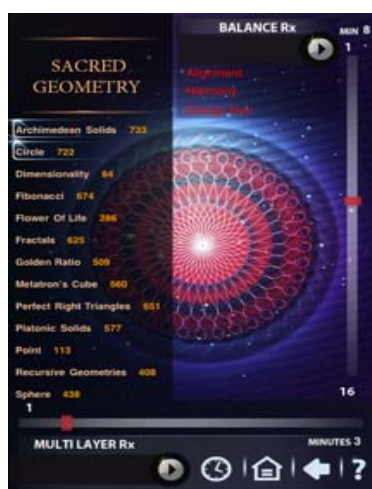 BALANCE Rx
MIN 8
1
SACRED
GEOMETRY
Alignment
Harmony
Archimedean Solids 733
Circle 722
Dimensionality 64
Fibonacci 674
Flower Of Life 286
Fractals 625
Golden Ratio 509
Metatron's Cube 560
Perfect Right Triangles 651
Platonic Solids 577
Point 113
Recursive Geometries 408
Sphere 438
16
1
MULTI LAYER Rx
MINUTES 3
?